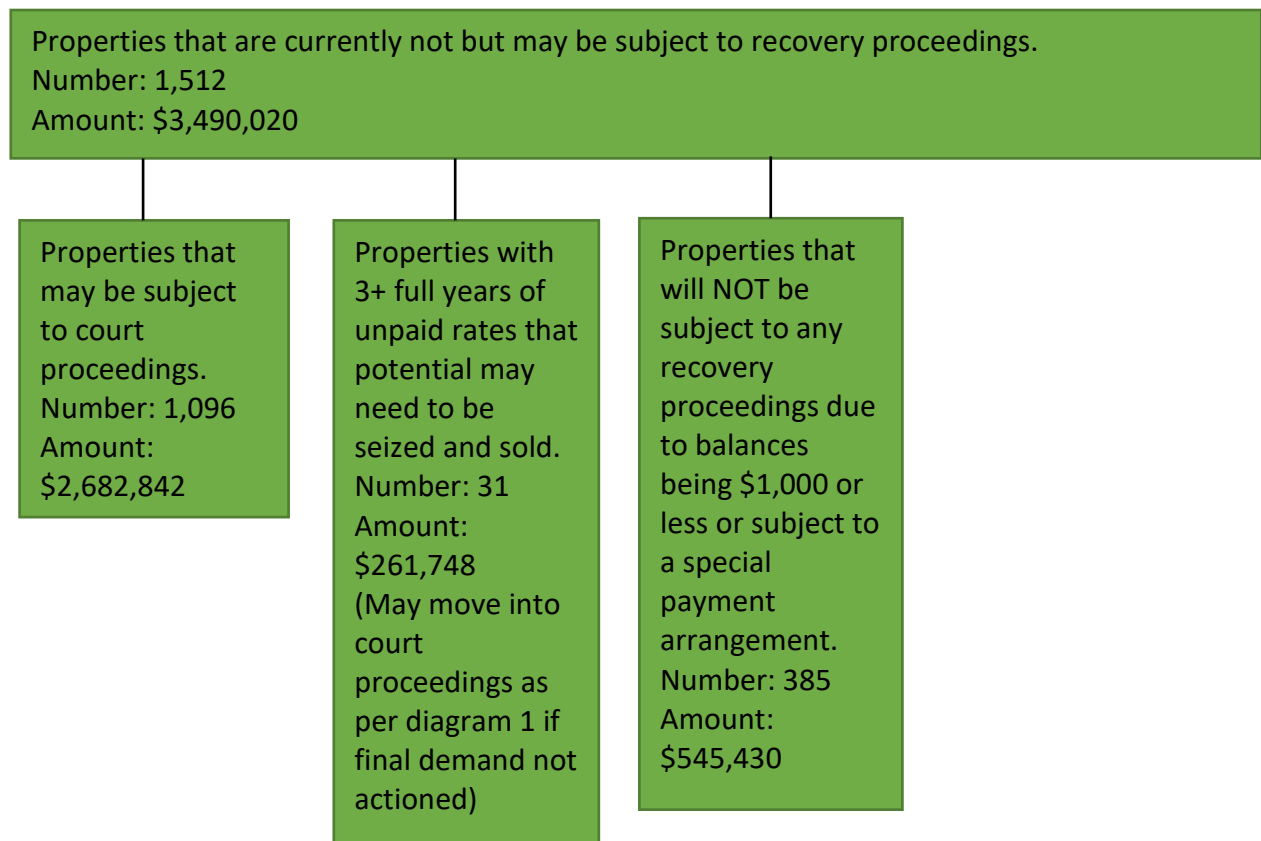 Properties that are currently not but may be subject to recovery proceedings.
Number: 1,512
Amount: $3,490,020
Properties that
may be subject
to court
proceedings.
Number: 1,096
Amount:
$2,682,842
Properties with
3+ full years of
unpaid rates that
potential may
need to be
seized and sold.
Number: 31
Amount:
$261,748
(May move into
court
proceedings as
per diagram 1 if
final demand not
actioned)
Properties that
will NOT be
subject to any
recovery
proceedings due
to balances
being $1,000 or
less or subject to
a special
payment
arrangement.
Number: 385
Amount:
$545,430